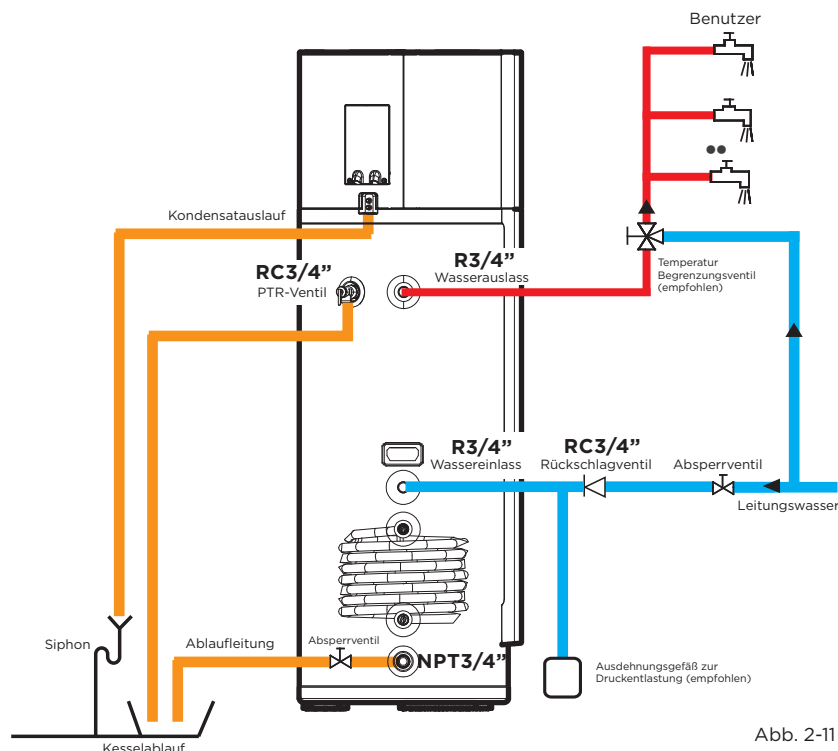 Benutzer
Kondensatauslauf
RC3/4”
PTR-Ventil
R3/4”
Wasserauslass
Temperatur
Begrenzungsventil
(empfohlen)
R3/4”
Wassereinlass
RC3/4”
Rückschlagventil
Absperrventil
Leitungswasser
Siphon
Ablaufleitung
Absperrventil
NPT3/4”
Ausdehnungsgefäß zur
Druckentlastung (empfohlen)
Kesselablauf
Abb. 2-11